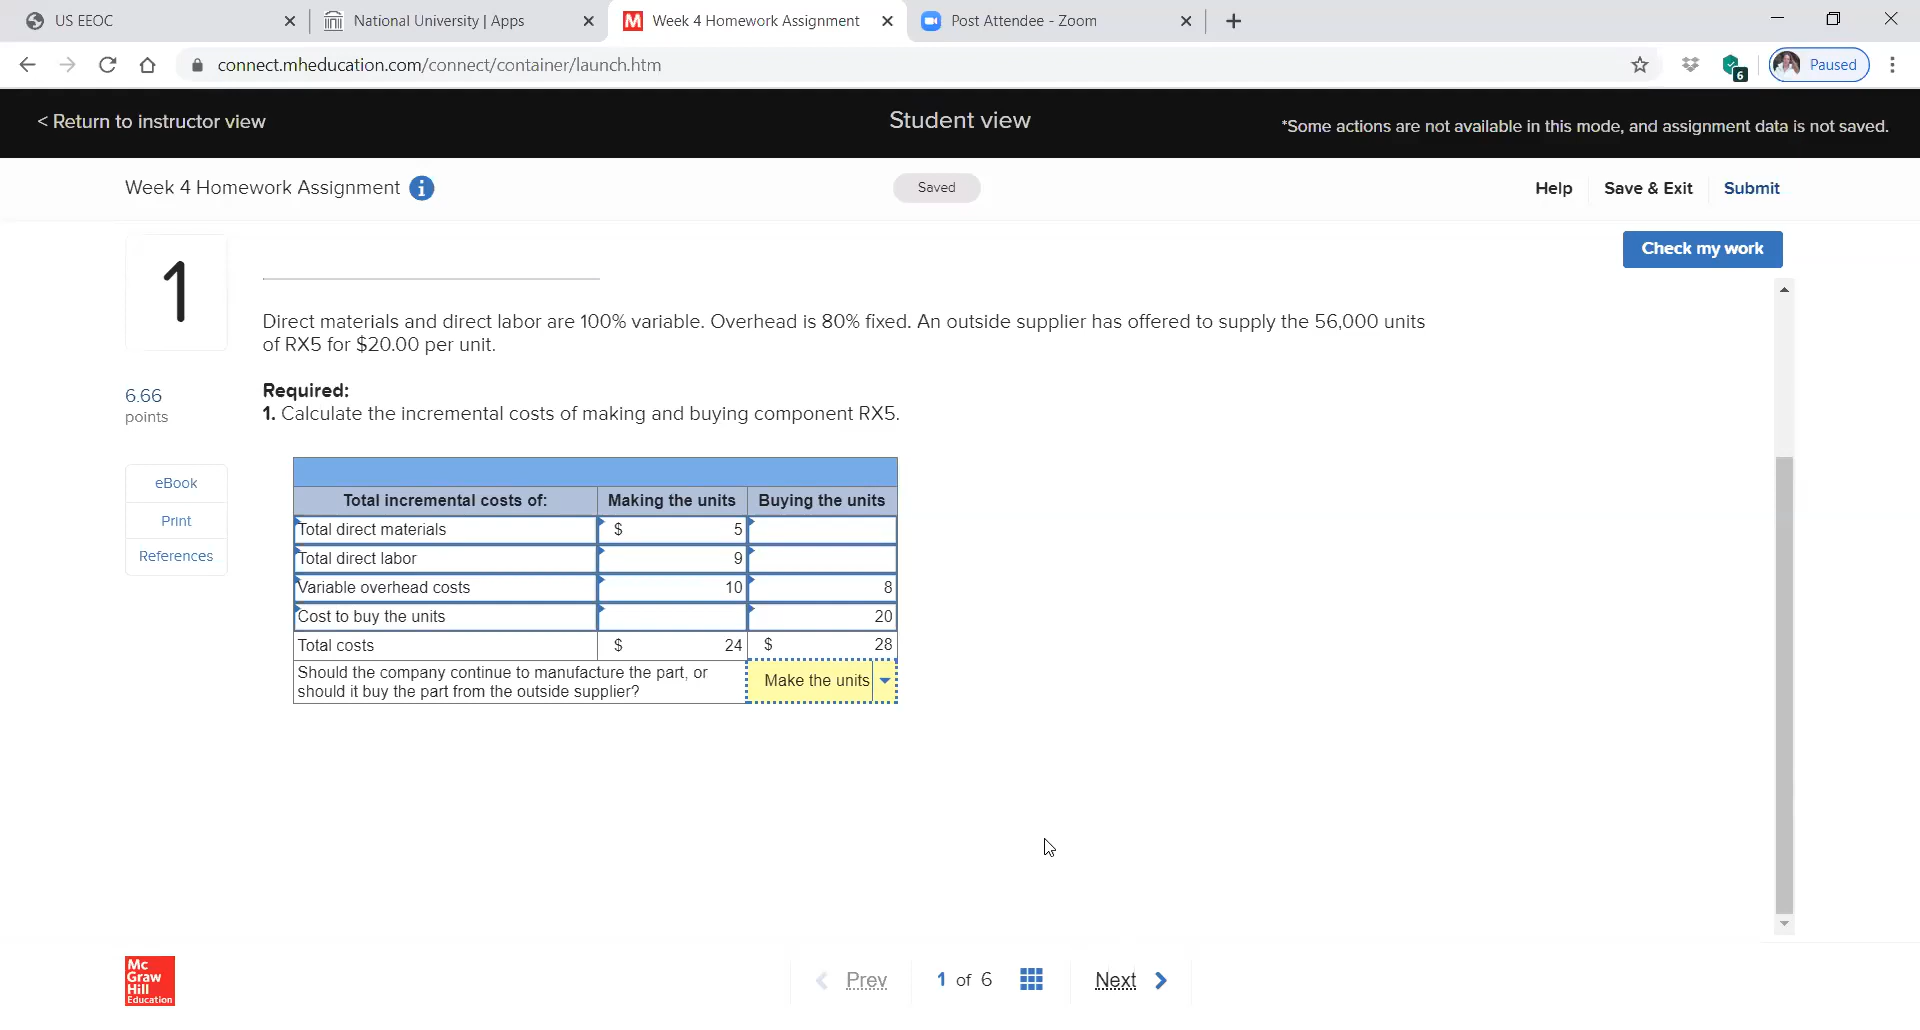 US EEOC
National University | Apps
M Week 4 Homework Assignment
Post Attendee - Zoom
connect.mheducation.com/connect/container/launch.htm
6
Paused
< Return to instructor view
Student view
*Some actions are not available in this mode, and assignment data is not saved.
Week 4 Homework Assignment i
Saved
Help
Save & Exit
Submit
1
Check my work
Direct materials and direct labor are 100% variable. Overhead is 80% fixed. An outside supplier has offered to supply the 56,000 units
of RX5 for $20.00 per unit.
6.66
points
Required:
1. Calculate the incremental costs of making and buying component RX5.
eBook
Print
References
Total incremental costs of: Making the units Buying the units
Total direct materials $ 5
Total direct labor 9
Variable overhead costs 10 8
Cost to buy the units 20
Total costs $ 24 $ 28
Should the company continue to manufacture the part, or
should it buy the part from the outside supplier?
Make the units
Mc
Graw
Hill
Education
Prev
1 of 6
Next